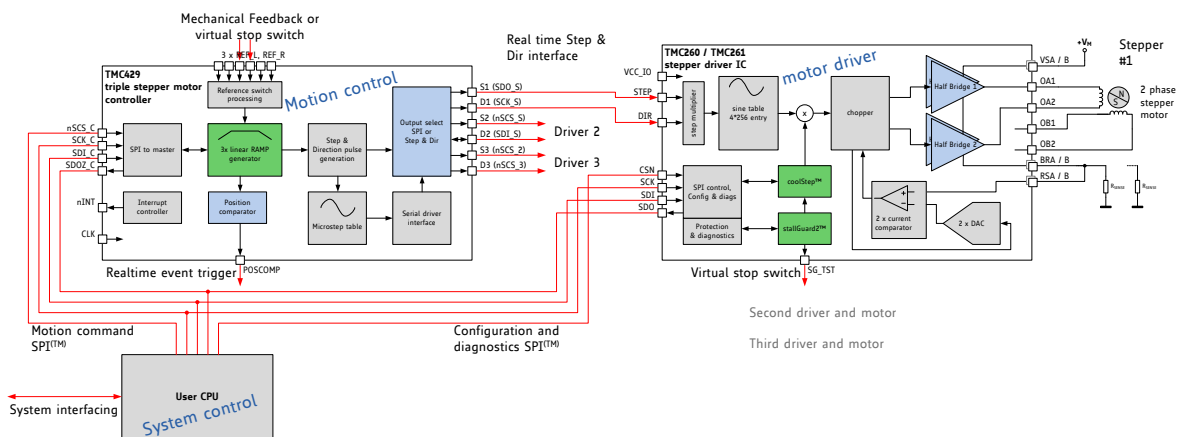 Mechanical Feedback or
virtual stop switch
3 x REF_L, REF_R
TMC429
triple stepper motor
controller
Reference switch
processing
Motion control
nSCS_C
SCK_C
SDI_C
SDOZ_C
SPI to master
3x linear RAMP
generator
Step &
Direction pulse
generation
Output select
SPI or
Step & Dir
nINT
Interrupt
controller
Position
comparator
Microstep table
Serial driver
interface
CLK
Realtime event trigger
POSCOMP
Real time Step &
Dir interface
S1 (SDO_S)
D1 (SCK_S)
S2 (nSCS_S)
D2 (SDI_S)
S3 (nSCS_2)
D3 (nSCS_3)
Driver 2
Driver 3
TMC260 / TMC261
stepper driver IC
motor driver
VCC_IO
STEP
DIR
step multiplier
sine table
4*256 entry
x
chopper
Half Bridge 1
Half Bridge 2
+VM
VSA / B
OA1
OA2
OB1
OB2
BRA / B
RSA / B
Stepper
#1
N
S
2 phase
stepper
motor
RSENSE
RSENSE
CSN
SCK
SDI
SDO
SPI control,
Config & diags
Protection
& diagnostics
coolStep™
stallGuard2™
2 x current
comparator
2 x DAC
Virtual stop switch
SG_TST
Second driver and motor
Third driver and motor
Motion command
SPI(TM)
Configuration and
diagnostics SPI(TM)
User CPU
System control
System interfacing